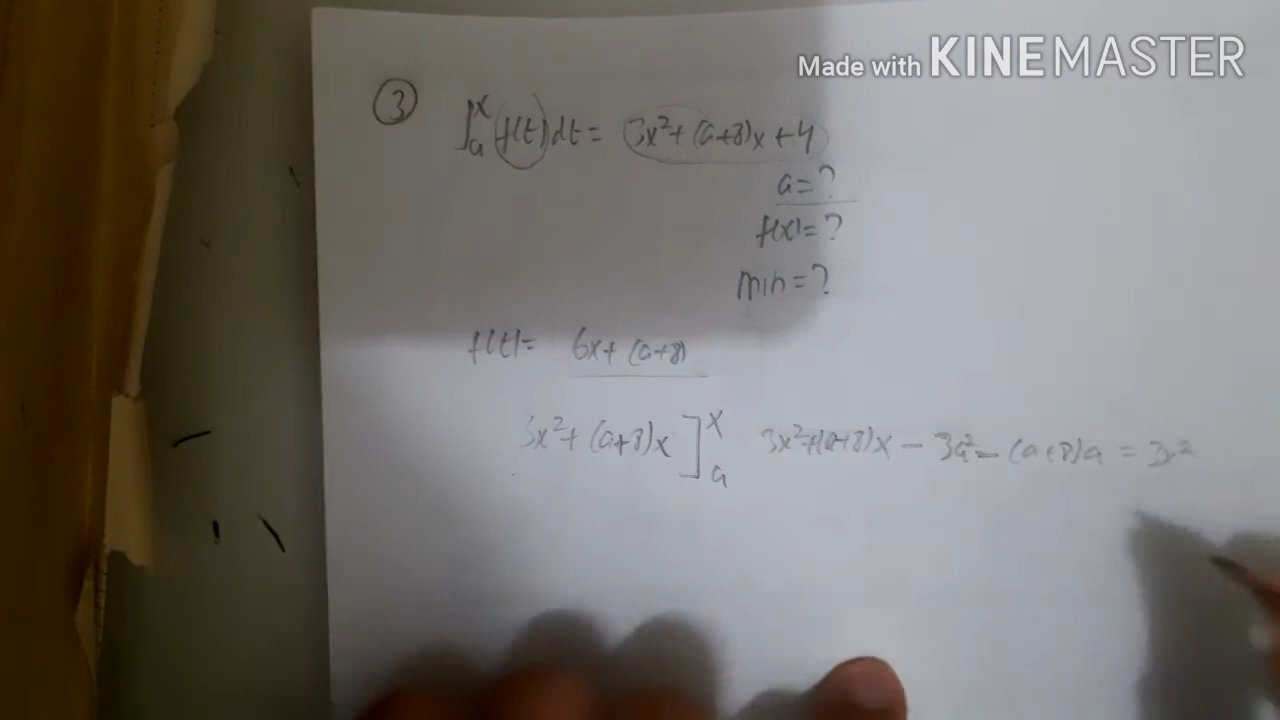 Made with KINEMASTER
③ ∫ₐˣ f(t)dt = 3x²+(a+8)x+4
a=?
f(x)=?
min=?
f(t)= 6x+(a+8)
3x²+(a+8)x]ₐˣ 3x²+(a+8)x-3a²-(a+8)a=3x²